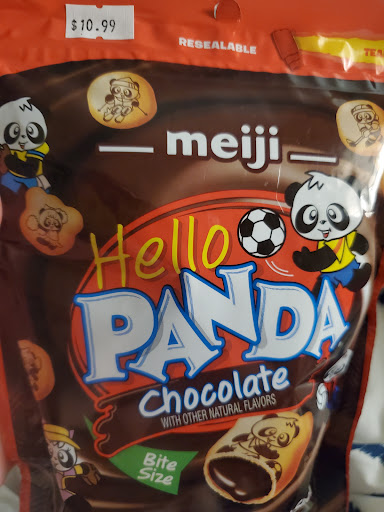 $10.99
RESEALABLE
meiji
Hello
PANDA
Chocolate
WITH OTHER NATURAL FLAVORS
Bite
Size